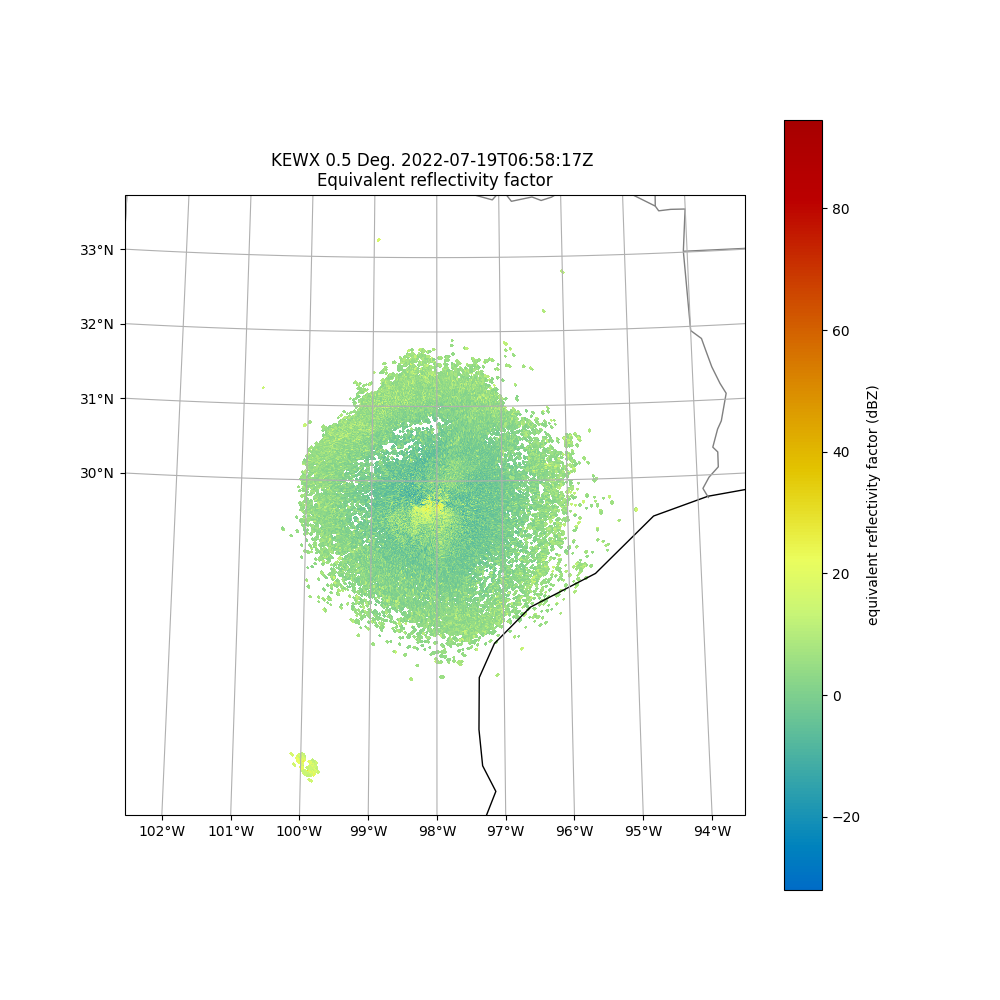 KEWX 0.5 Deg. 2022-07-19T06:58:17Z
Equivalent reflectivity factor
33°N
32°N
31°N
30°N
102°W 101°W 100°W 99°W 98°W 97°W 96°W 95°W 94°W
80
60
40
20
0
−20
equivalent reflectivity factor (dBZ)